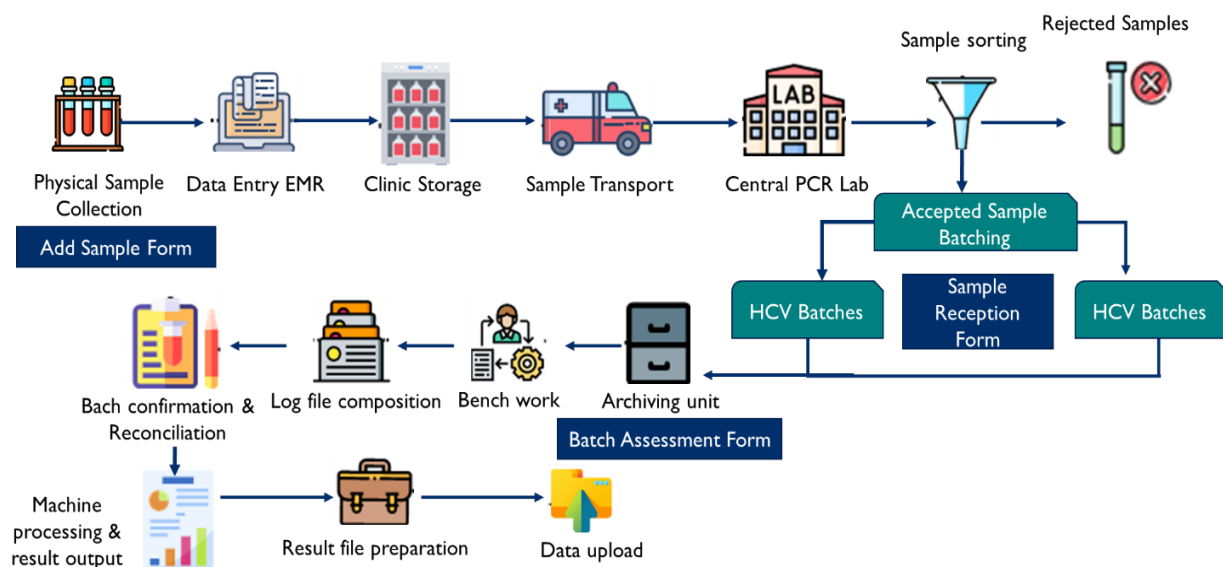 Rejected Samples
Sample sorting
LAB
Physical Sample
Collection
Data Entry EMR
Clinic Storage
Sample Transport
Central PCR Lab
Add Sample Form
Accepted Sample
Batching
HCV Batches
Sample
Reception
Form
HCV Batches
Bach confirmation &
Reconciliation
Log file composition
Bench work
Archiving unit
Batch Assessment Form
Machine
processing &
result output
Result file preparation
Data upload